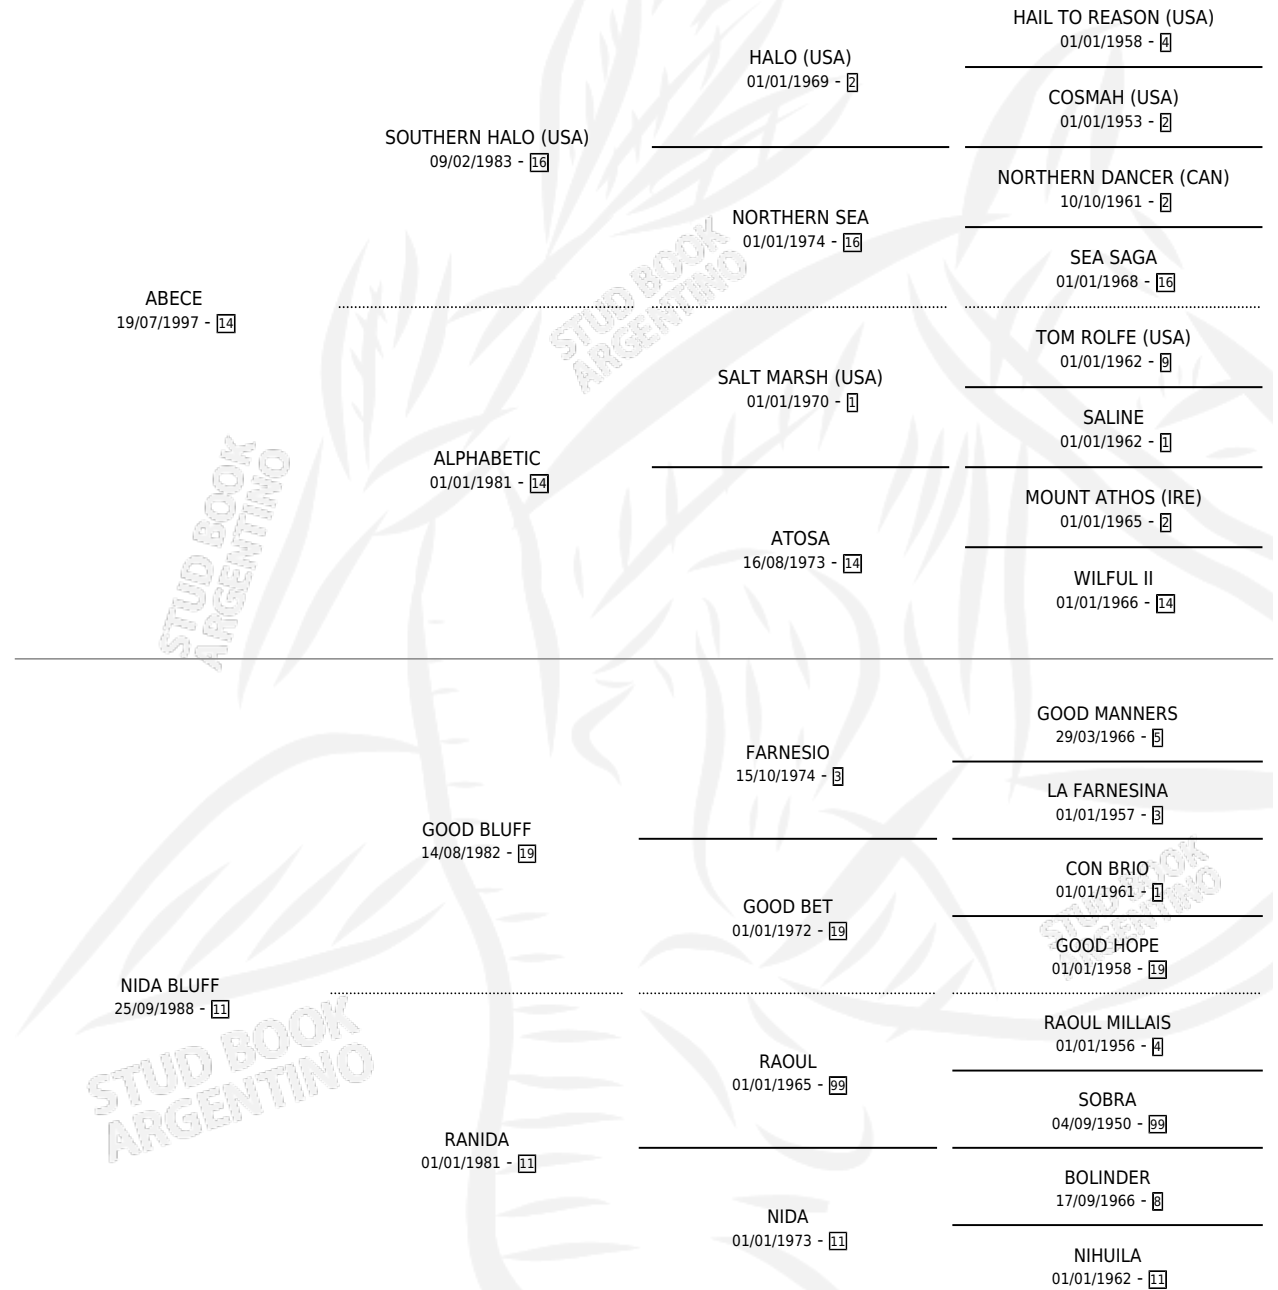 HAIL TO REASON (USA)
01/01/1958 - 4
HALO (USA)
01/01/1969 - 2
COSMAH (USA)
01/01/1953 - 2
SOUTHERN HALO (USA)
09/02/1983 - 16
NORTHERN DANCER (CAN)
10/10/1961 - 2
NORTHERN SEA
01/01/1974 - 16
SEA SAGA
01/01/1968 - 16
ABECE
19/07/1997 - 14
STUD BOOK
ARGENTINO
TOM ROLFE (USA)
01/01/1962 - 9
SALT MARSH (USA)
01/01/1970 - 1
SALINE
01/01/1962 - 1
ALPHABETIC
01/01/1981 - 14
MOUNT ATHOS (IRE)
01/01/1965 - 2
ATOSA
16/08/1973 - 14
WILFUL II
01/01/1966 - 14
STUD BOOK
ARGENTINO
GOOD MANNERS
29/03/1966 - 5
FARNESIO
15/10/1974 - 3
LA FARNESINA
01/01/1957 - 3
GOOD BLUFF
14/08/1982 - 19
CON BRIO
01/01/1961 - 1
GOOD BET
01/01/1972 - 19
GOOD HOPE
01/01/1958 - 19
STUD BOOK
ARGENTINO
NIDA BLUFF
25/09/1988 - 11
RAOUL MILLAIS
01/01/1956 - 4
RAOUL
01/01/1965 - 99
SOBRA
04/09/1950 - 99
STUD BOOK
ARGENTINO
RANIDA
01/01/1981 - 11
BOLINDER
17/09/1966 - 8
NIDA
01/01/1973 - 11
NIHUILA
01/01/1962 - 11